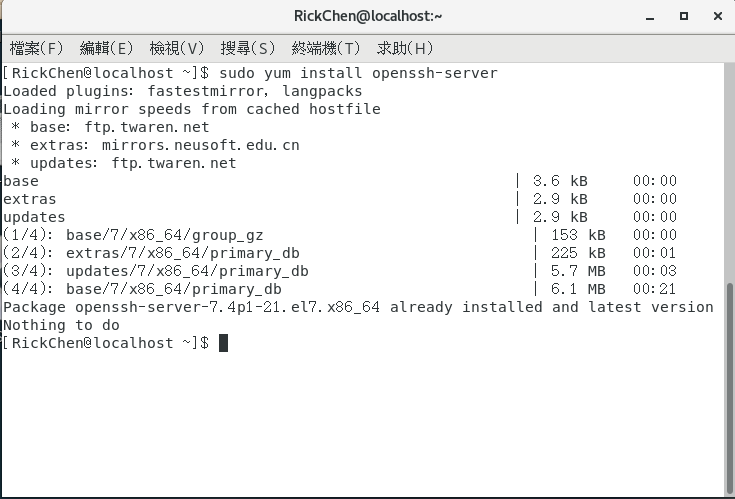 RickChen@localhost:~
檔案(F) 編輯(E) 檢視(V) 搜尋(S) 終端機(T) 求助(H)
[RickChen@localhost ~]$ sudo yum install openssh-server
Loaded plugins: fastestmirror, langpacks
Loading mirror speeds from cached hostfile
 * base: ftp.twaren.net
 * extras: mirrors.neusoft.edu.cn
 * updates: ftp.twaren.net
base | 3.6 kB 00:00
extras | 2.9 kB 00:00
updates | 2.9 kB 00:00
(1/4): base/7/x86_64/group_gz | 153 kB 00:00
(2/4): extras/7/x86_64/primary_db | 225 kB 00:01
(3/4): updates/7/x86_64/primary_db | 5.7 MB 00:03
(4/4): base/7/x86_64/primary_db | 6.1 MB 00:21
Package openssh-server-7.4p1-21.el7.x86_64 already installed and latest version
Nothing to do
[RickChen@localhost ~]$